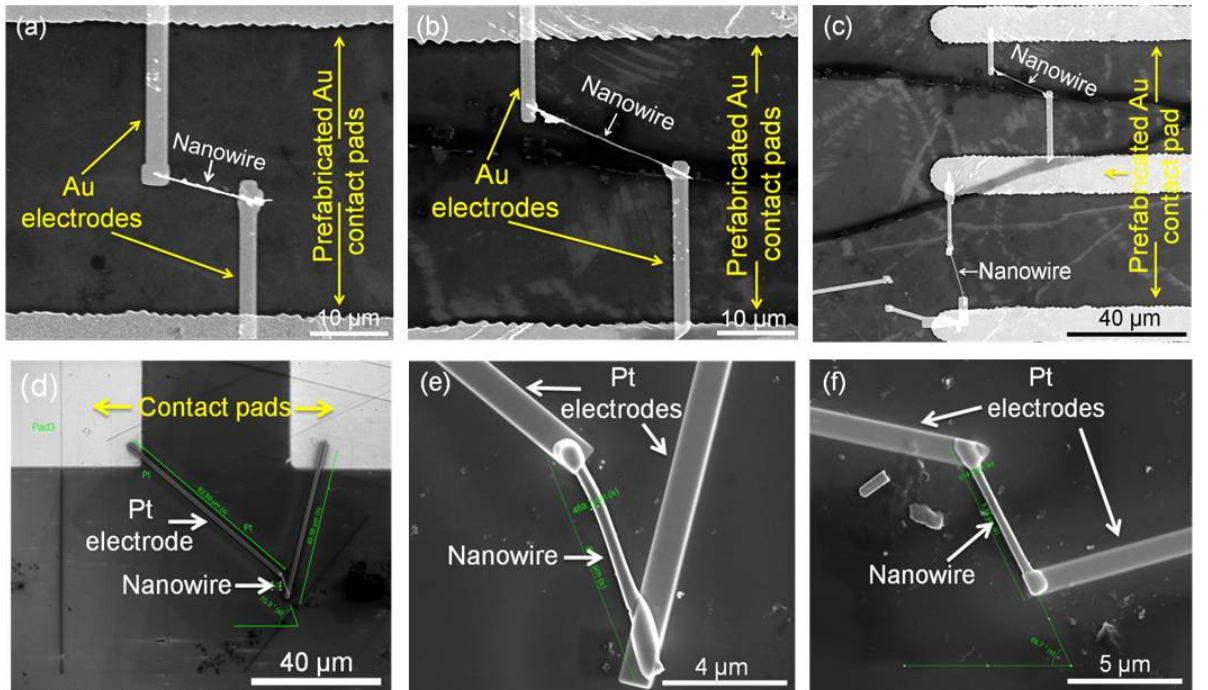 (a)
Nanowire
Au
electrodes
Prefabricated Au
contact pads
10 µm
(b)
Nanowire
Au
electrodes
Prefabricated Au
contact pads
10 µm
(c)
Nanowire
Nanowire
Prefabricated Au
contact pad
40 µm
(d)
Contact pads
Pad3
Pt
Pt
Pt
electrode
Nanowire
40 µm
(e)
Pt
electrodes
Nanowire
4 µm
(f)
Pt
electrodes
Nanowire
5 µm